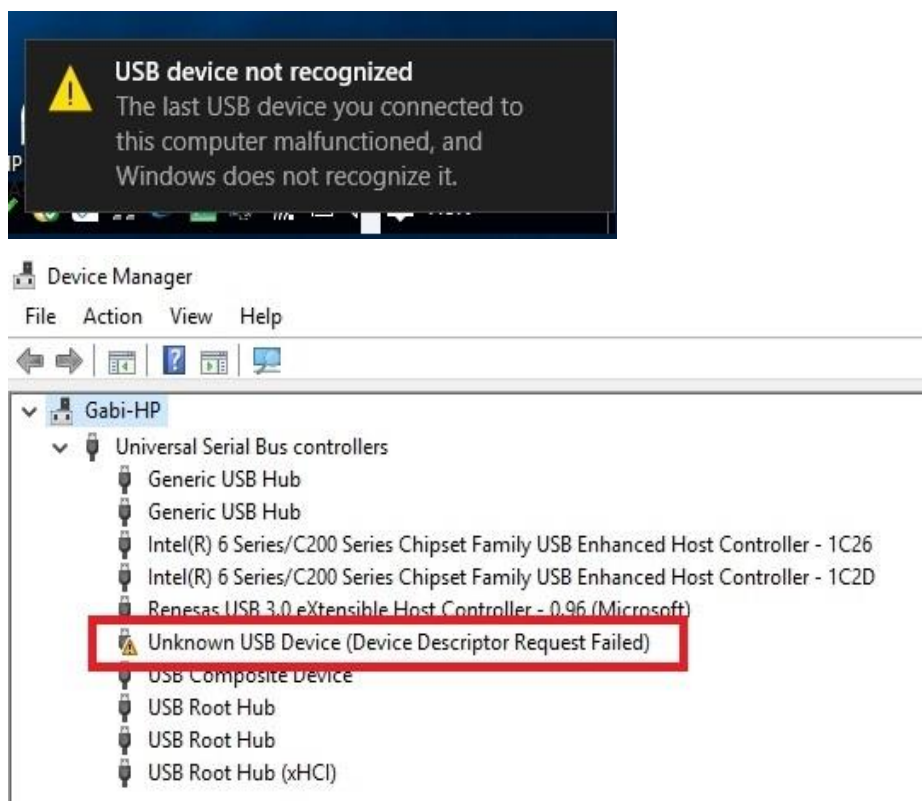 USB device not recognized
The last USB device you connected to
this computer malfunctioned, and
Windows does not recognize it.
IP
Device Manager
File Action View Help
Gabi-HP
Universal Serial Bus controllers
Generic USB Hub
Generic USB Hub
Intel(R) 6 Series/C200 Series Chipset Family USB Enhanced Host Controller - 1C26
Intel(R) 6 Series/C200 Series Chipset Family USB Enhanced Host Controller - 1C2D
Renesas USB 3.0 eXtensible Host Controller - 0.96 (Microsoft)
Unknown USB Device (Device Descriptor Request Failed)
USB Composite Device
USB Root Hub
USB Root Hub
USB Root Hub (xHCI)